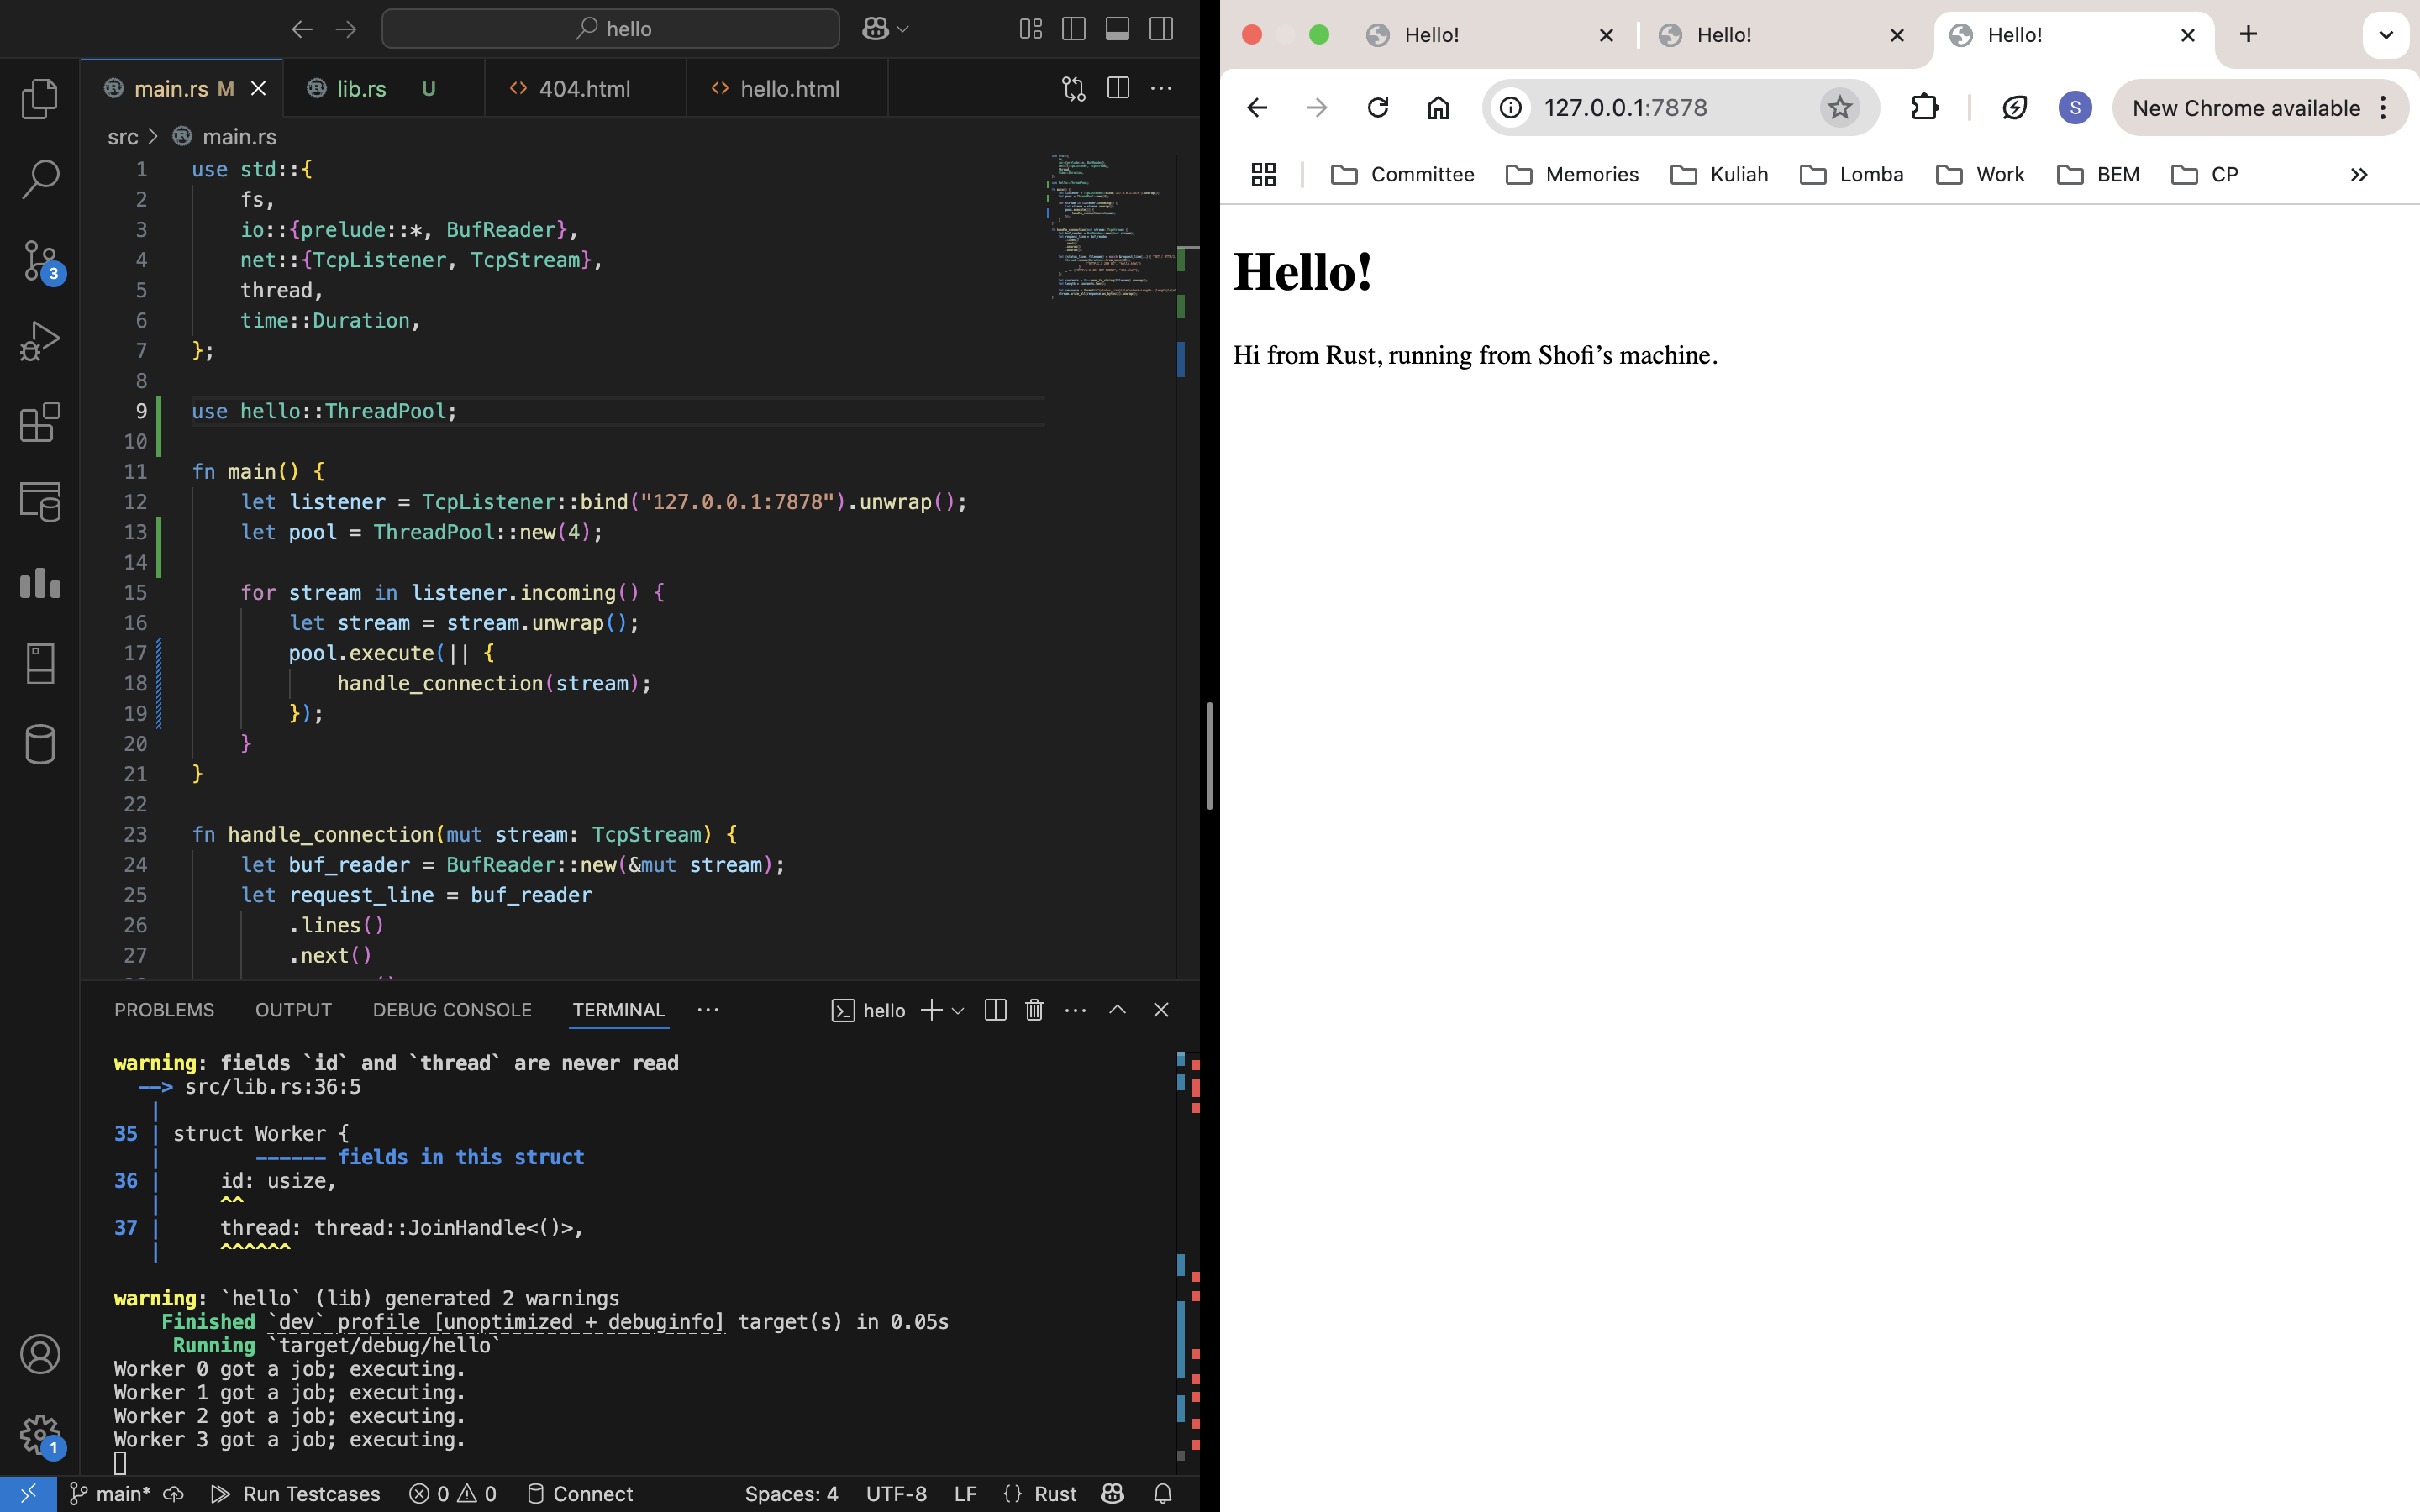 hello
main.rs M
lib.rs U
404.html
hello.html
src > main.rs
1 use std::{
2 fs,
3 io::{prelude::*, BufReader},
4 net::{TcpListener, TcpStream},
5 thread,
6 time::Duration,
7 };
8
9 use hello::ThreadPool;
10
11 fn main() {
12 let listener = TcpListener::bind("127.0.0.1:7878").unwrap();
13 let pool = ThreadPool::new(4);
14
15 for stream in listener.incoming() {
16 let stream = stream.unwrap();
17 pool.execute(|| {
18 handle_connection(stream);
19 });
20 }
21 }
22
23 fn handle_connection(mut stream: TcpStream) {
24 let buf_reader = BufReader::new(&mut stream);
25 let request_line = buf_reader
26 .lines()
27 .next()
3
1
PROBLEMS OUTPUT DEBUG CONSOLE TERMINAL ··· hello
warning: fields `id` and `thread` are never read
--> src/lib.rs:36:5
|
35 | struct Worker {
| ------ fields in this struct
36 | id: usize,
| ^^
37 | thread: thread::JoinHandle<()>,
| ^^^^^^
warning: `hello` (lib) generated 2 warnings
Finished `dev` profile [unoptimized + debuginfo] target(s) in 0.05s
Running `target/debug/hello`
Worker 0 got a job; executing.
Worker 1 got a job; executing.
Worker 2 got a job; executing.
Worker 3 got a job; executing.
main* Run Testcases 0 0 Connect Spaces: 4 UTF-8 LF {} Rust
Hello! Hello! Hello!
127.0.0.1:7878 S New Chrome available
Committee Memories Kuliah Lomba Work BEM CP
Hello!
Hi from Rust, running from Shofi’s machine.